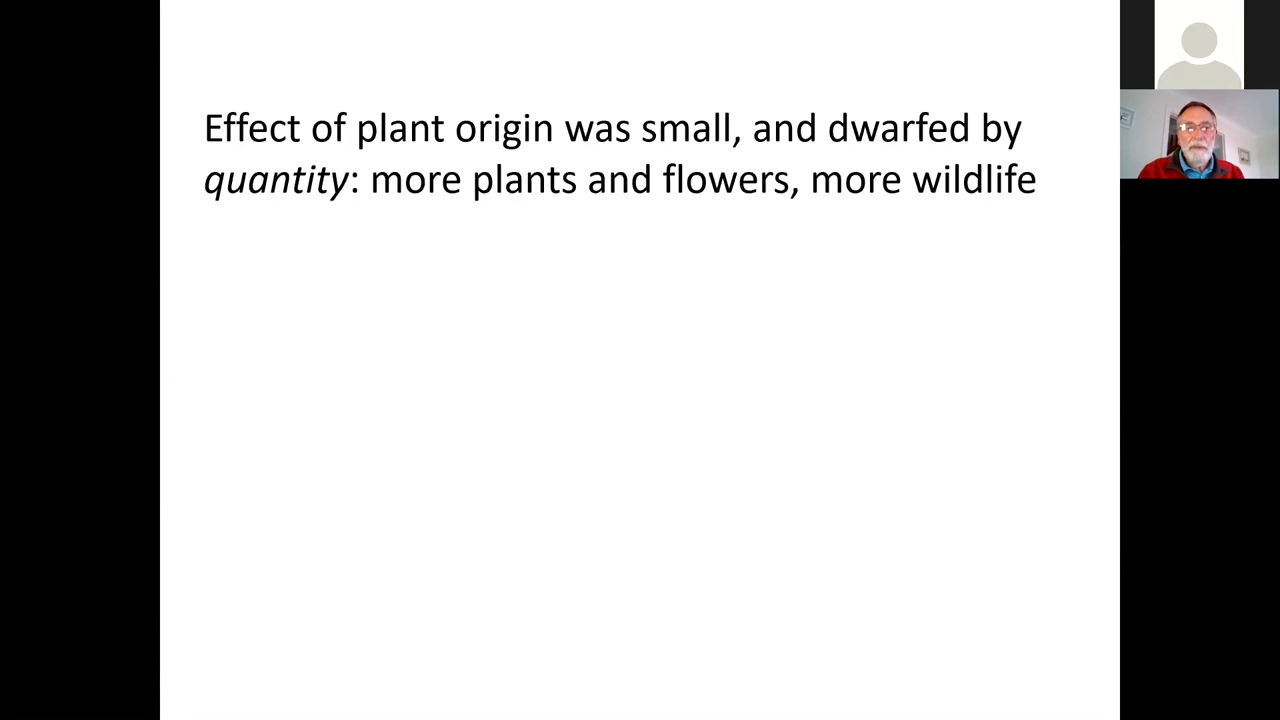 Effect of plant origin was small, and dwarfed by
quantity: more plants and flowers, more wildlife